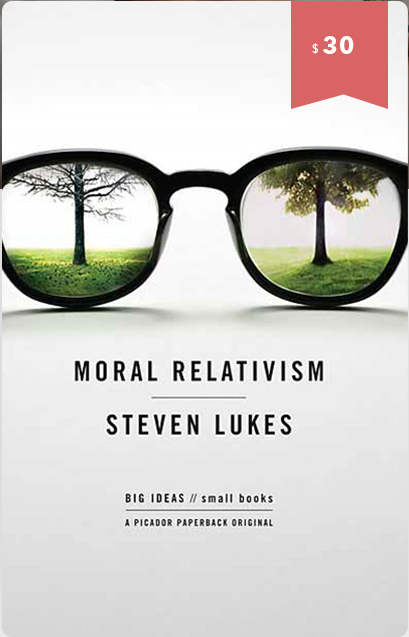 $30
MORAL RELATIVISM
STEVEN LUKES
BIG IDEAS // small books
A PICADOR PAPERBACK ORIGINAL